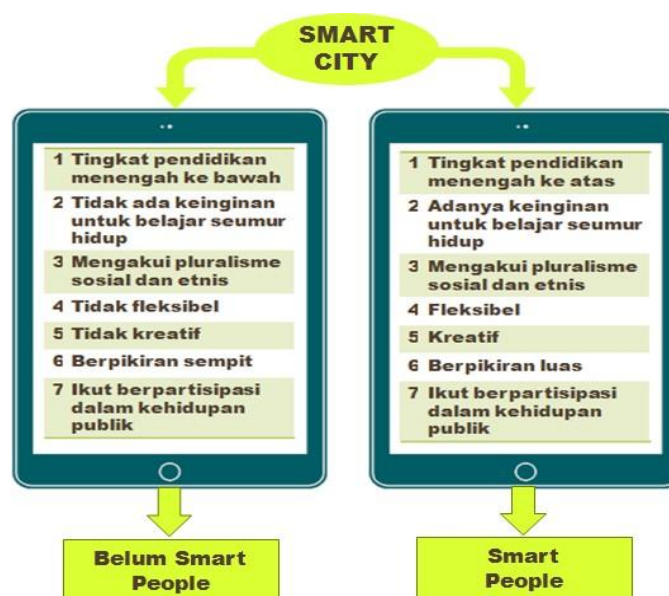 SMART
CITY
1 Tingkat pendidikan
menengah ke bawah
2 Tidak ada keinginan
untuk belajar seumur
hidup
3 Mengakui pluralisme
sosial dan etnis
4 Tidak fleksibel
5 Tidak kreatif
6 Berpikiran sempit
7 Ikut berpartisipasi
dalam kehidupan
publik
Belum Smart
People
1 Tingkat pendidikan
menengah ke atas
2 Adanya keinginan
untuk belajar seumur
hidup
3 Mengakui pluralisme
sosial dan etnis
4 Fleksibel
5 Kreatif
6 Berpikiran luas
7 Ikut berpartisipasi
dalam kehidupan
publik
Smart
People